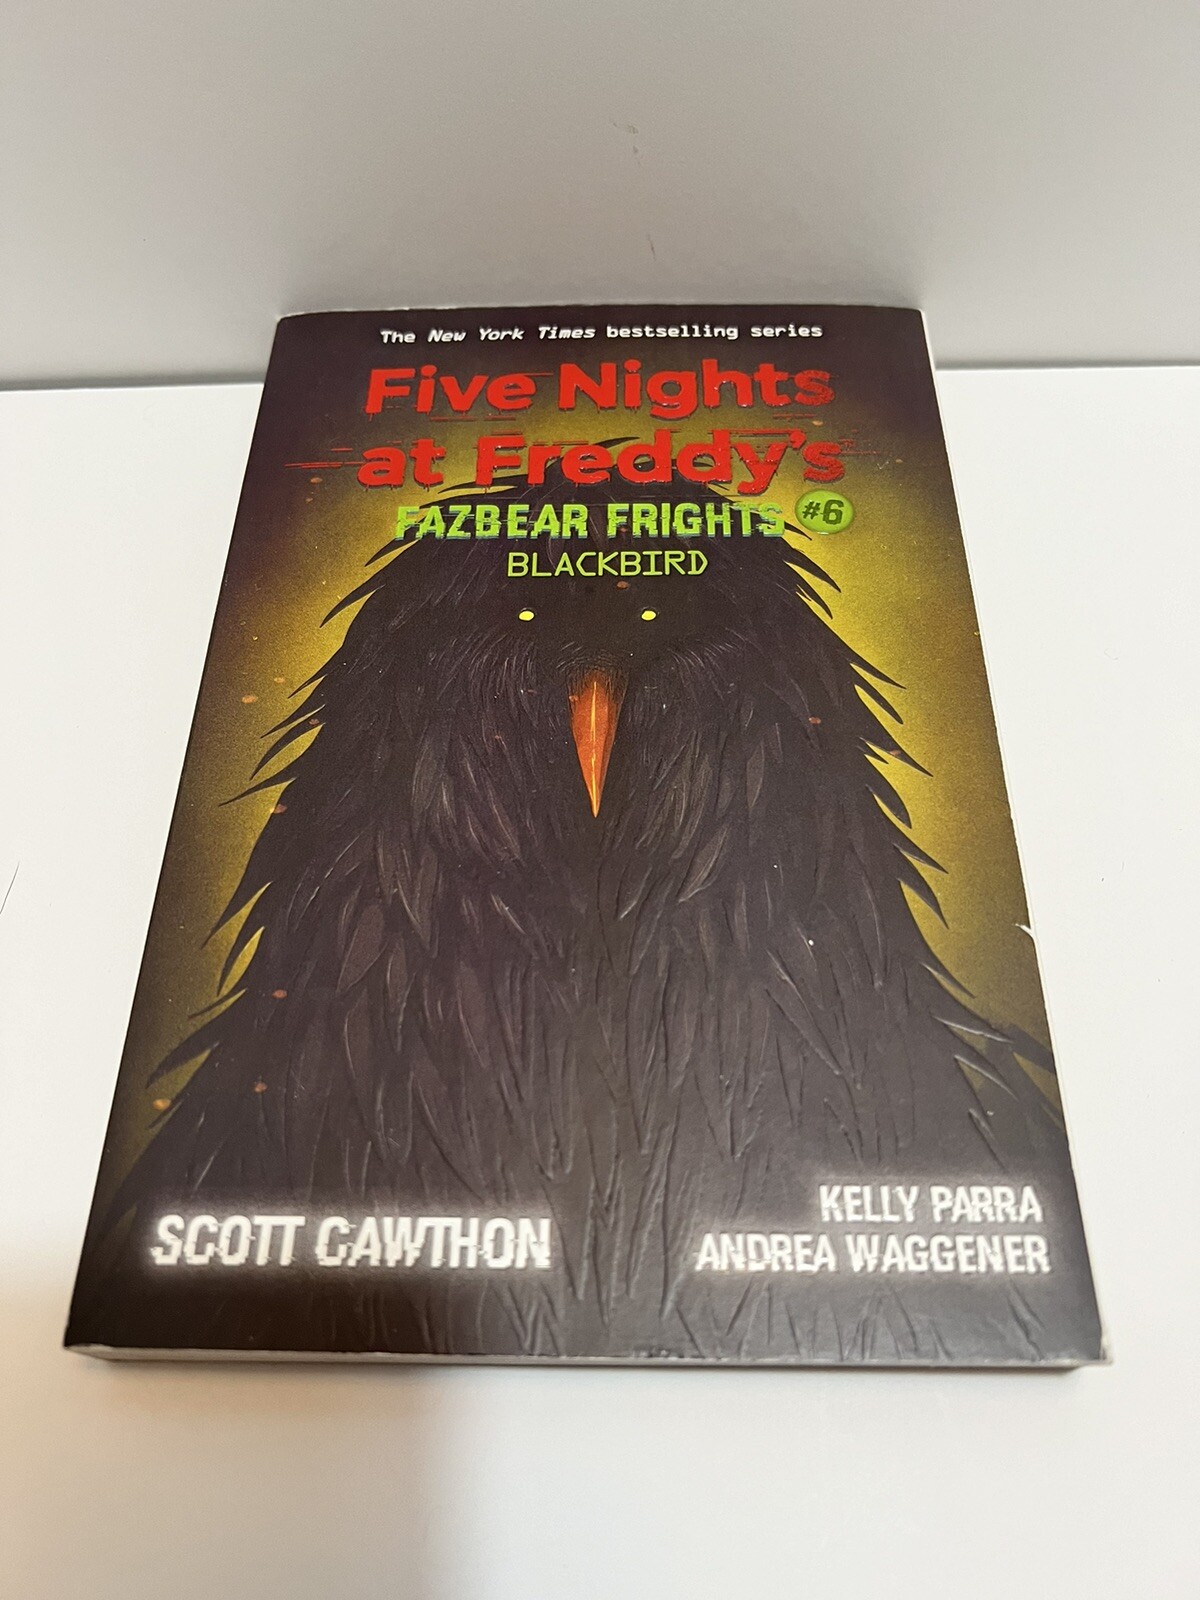 The New York Times bestselling series
Five Nights
at Freddy's
FAZBEAR FRIGHTS #6
BLACKBIRD
SCOTT CAWTHON
KELLY PARRA
ANDREA WAGGENER